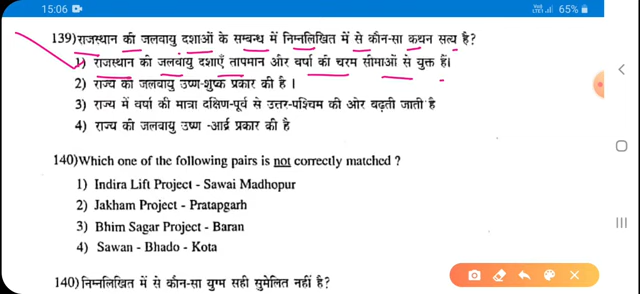 15:06
65%
139) राजस्थान की जलवायु दशाओं के सम्बन्ध में निम्नलिखित में से कौन-सा कथन सत्य है?
1) राजस्थान की जलवायु दशाएँ तापमान और वर्षा की चरम सीमाओं से युक्त हैं।
2) राज्य की जलवायु उष्ण-शुष्क प्रकार की है ।
3) राज्य में वर्षा की मात्रा दक्षिण-पूर्व से उत्तर-पश्चिम की ओर बढ़ती जाती है
4) राज्य की जलवायु उष्ण -आर्द्र प्रकार की है
140) Which one of the following pairs is not correctly matched ?
1) Indira Lift Project - Sawai Madhopur
2) Jakham Project - Pratapgarh
3) Bhim Sagar Project - Baran
4) Sawan - Bhado - Kota
140) निम्नलिखित में से कौन-सा युग्म सही सुमेलित नहीं है?